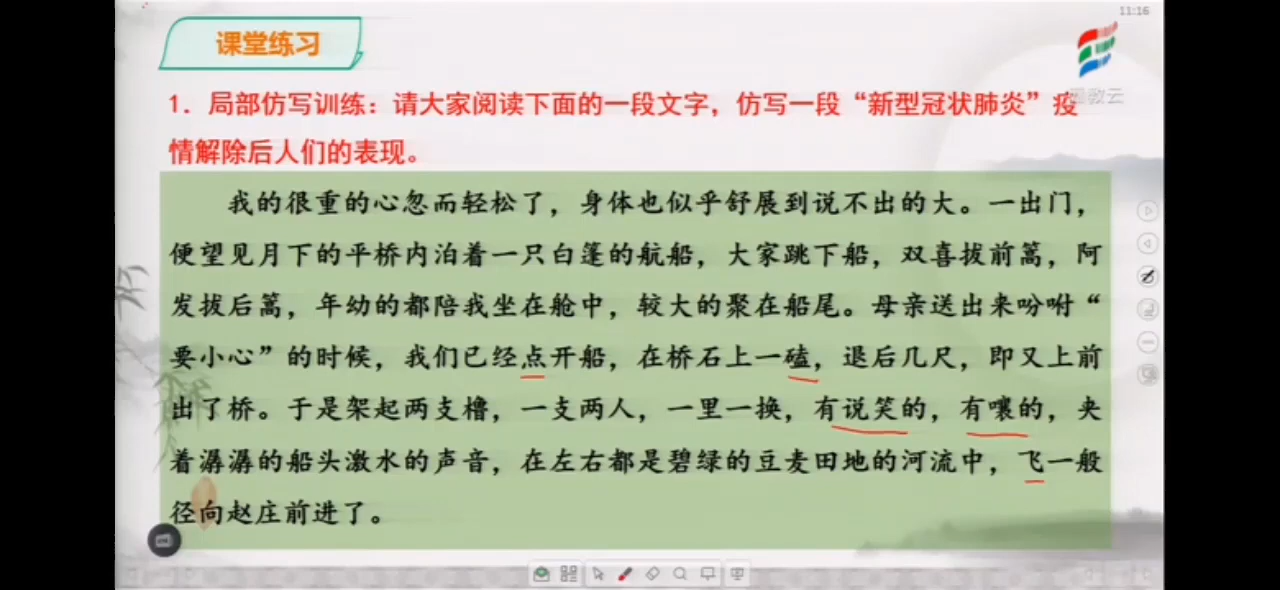 11:16
课堂练习
1．局部仿写训练：请大家阅读下面的一段文字，仿写一段“新型冠状肺炎”疫
情解除后人们的表现。
我的很重的心忽而轻松了，身体也似乎舒展到说不出的大。一出门，
便望见月下的平桥内泊着一只白篷的航船，大家跳下船，双喜拔前篙，阿
发拔后篙，年幼的都陪我坐在舱中，较大的聚在船尾。母亲送出来吩咐“
要小心”的时候，我们已经点开船，在桥石上一磕，退后几尺，即又上前
出了桥。于是架起两支橹，一支两人，一里一换，有说笑的，有嚷的，夹
着潺潺的船头激水的声音，在左右都是碧绿的豆麦田地的河流中，飞一般
径向赵庄前进了。